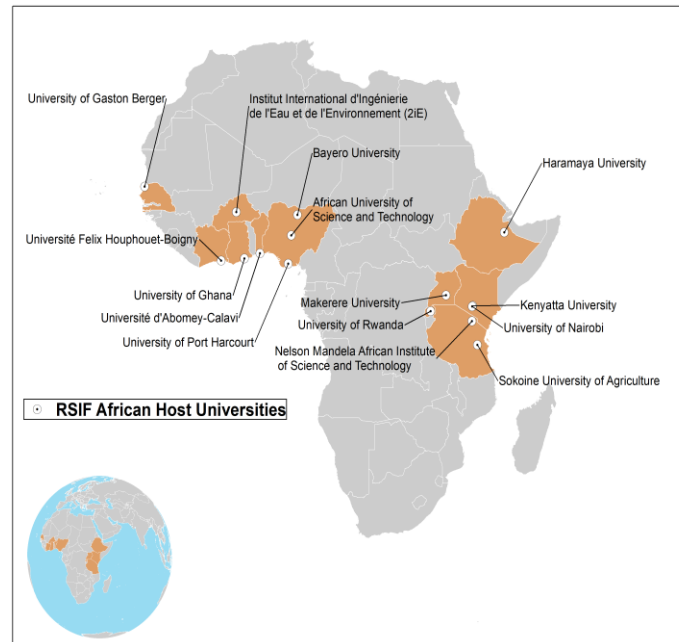 University of Gaston Berger
Institut International d'Ingénierie
de l'Eau et de l'Environnement (2iE)
Bayero University
Haramaya University
African University of
Science and Technology
Université Felix Houphouet-Boigny
University of Ghana
Université d'Abomey-Calavi
University of Port Harcourt
Makerere University
Kenyatta University
University of Rwanda
University of Nairobi
Nelson Mandela African Institute
of Science and Technology
Sokoine University of Agriculture
RSIF African Host Universities